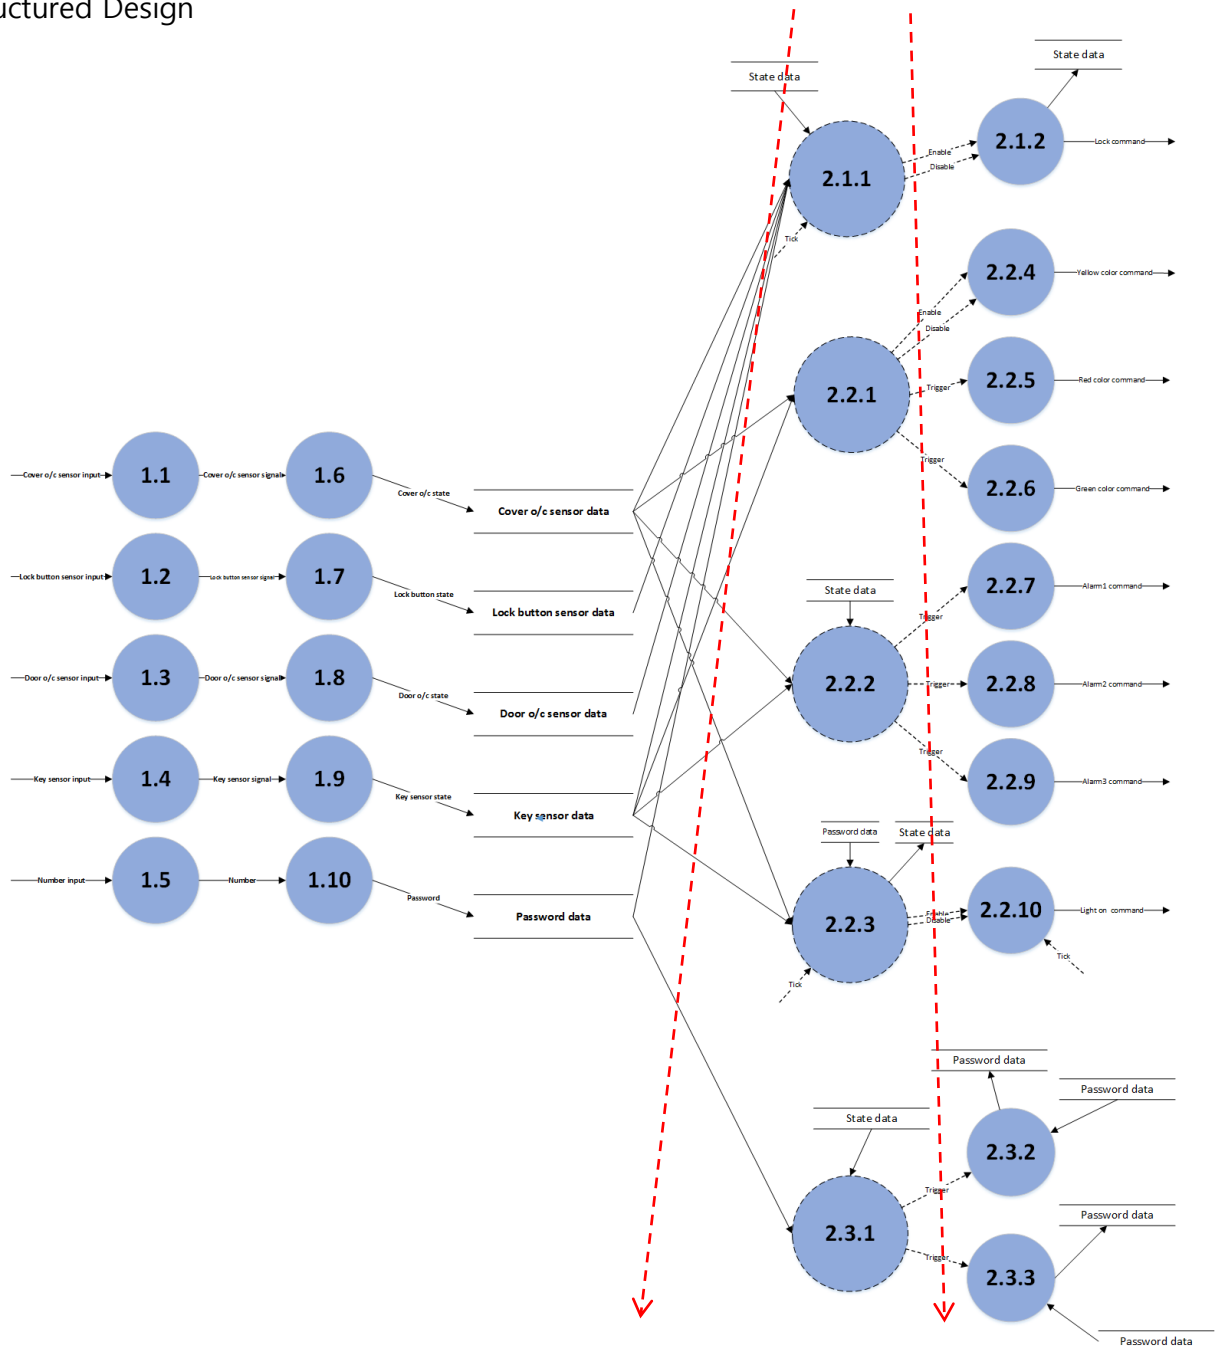 uctured Design
State data
State data
2.1.1
2.1.2
Enable
Disable
Lock command
Tick
2.2.4
Yellow color command
Enable
Disable
2.2.1
2.2.5
Trigger
Red color command
Trigger
2.2.6
Green color command
Cover o/c sensor input
1.1
Cover o/c sensor signal
1.6
Cover o/c state
Cover o/c sensor data
Lock button sensor input
1.2
Lock button sensor signal
1.7
Lock button state
Lock button sensor data
Door o/c sensor input
1.3
Door o/c sensor signal
1.8
Door o/c state
Door o/c sensor data
Key sensor input
1.4
Key sensor signal
1.9
Key sensor state
Key sensor data
Number input
1.5
Number
1.10
Password
Password data
State data
2.2.2
Trigger
2.2.7
Alarm1 command
Trigger
2.2.8
Alarm2 command
Trigger
2.2.9
Alarm3 command
Password data
State data
2.2.3
Enable
Disable
2.2.10
Light on command
Tick
Tick
Password data
Password data
State data
2.3.2
Trigger
2.3.1
Password data
Trigger
2.3.3
Password data